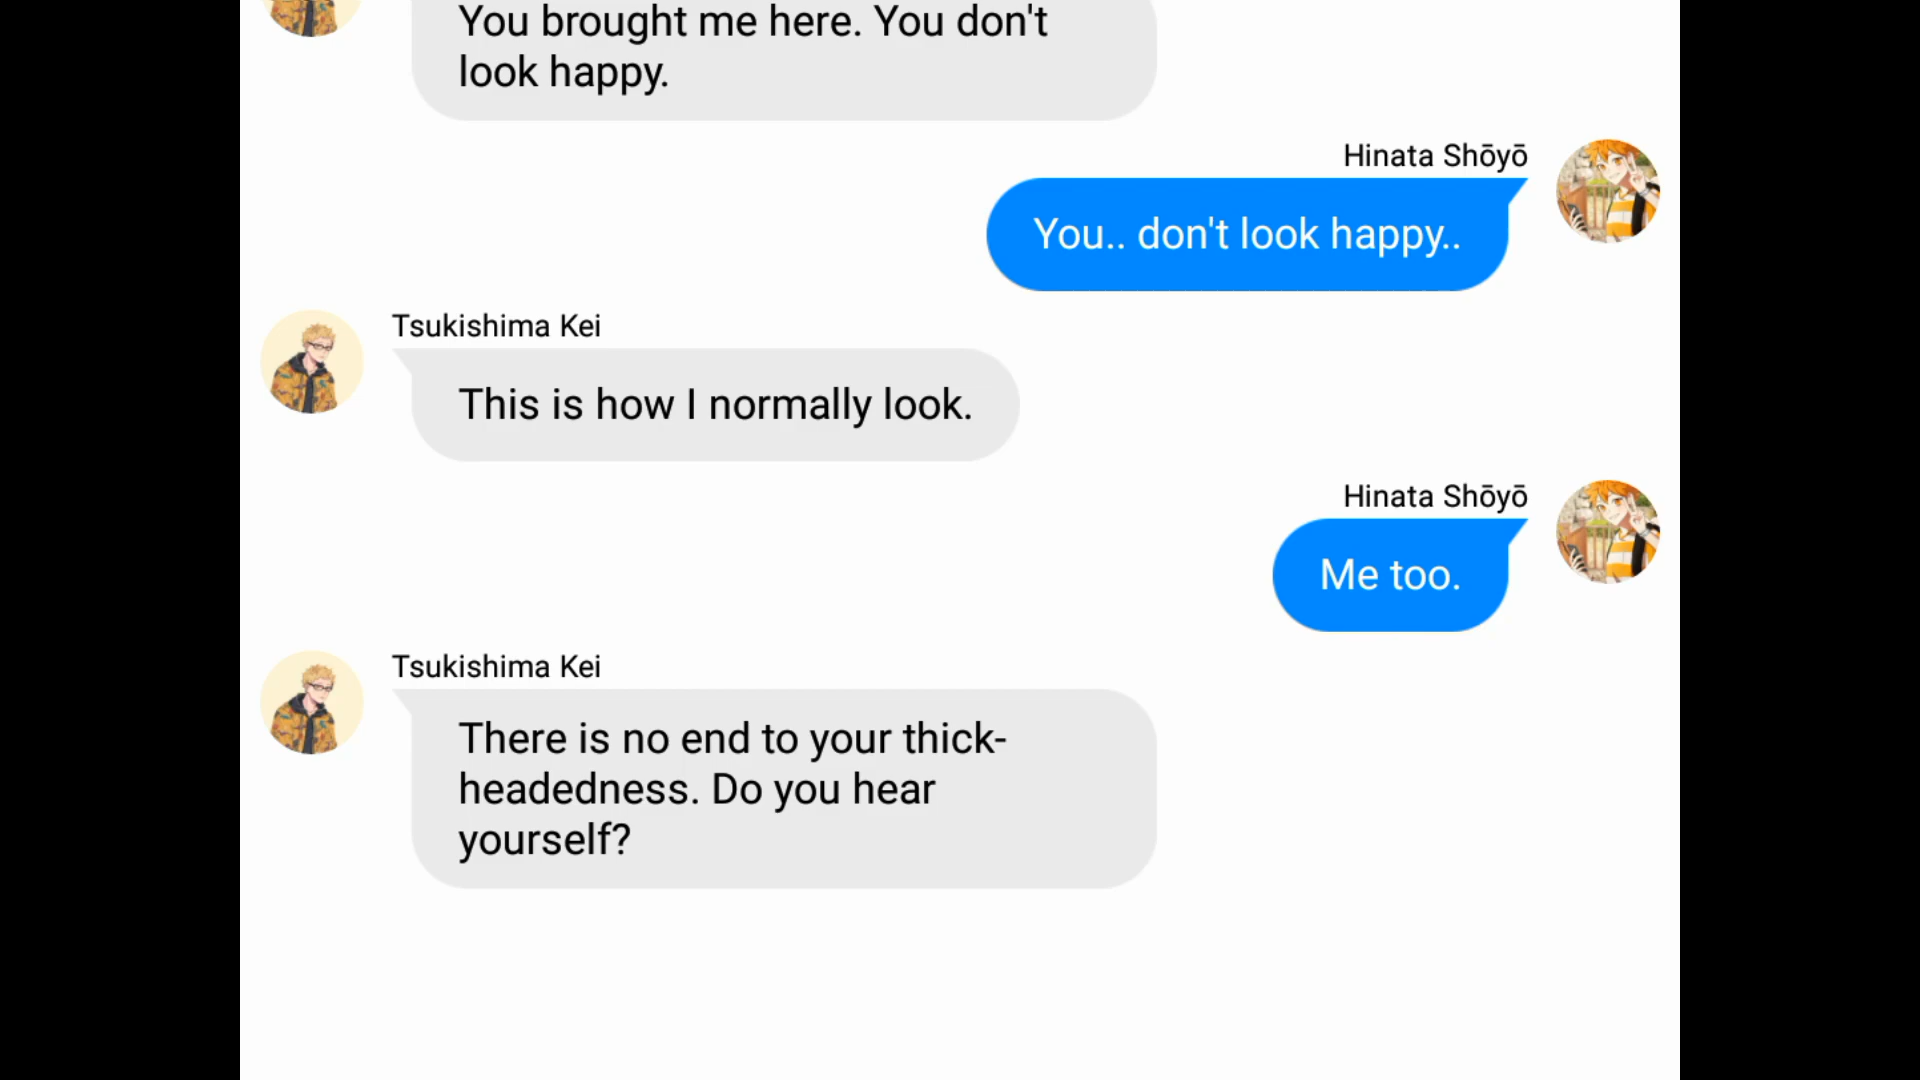 You brought me here. You don't
look happy.
Hinata Shōyō
You.. don't look happy..
Tsukishima Kei
This is how I normally look.
Hinata Shōyō
Me too.
Tsukishima Kei
There is no end to your thick-
headedness. Do you hear
yourself?